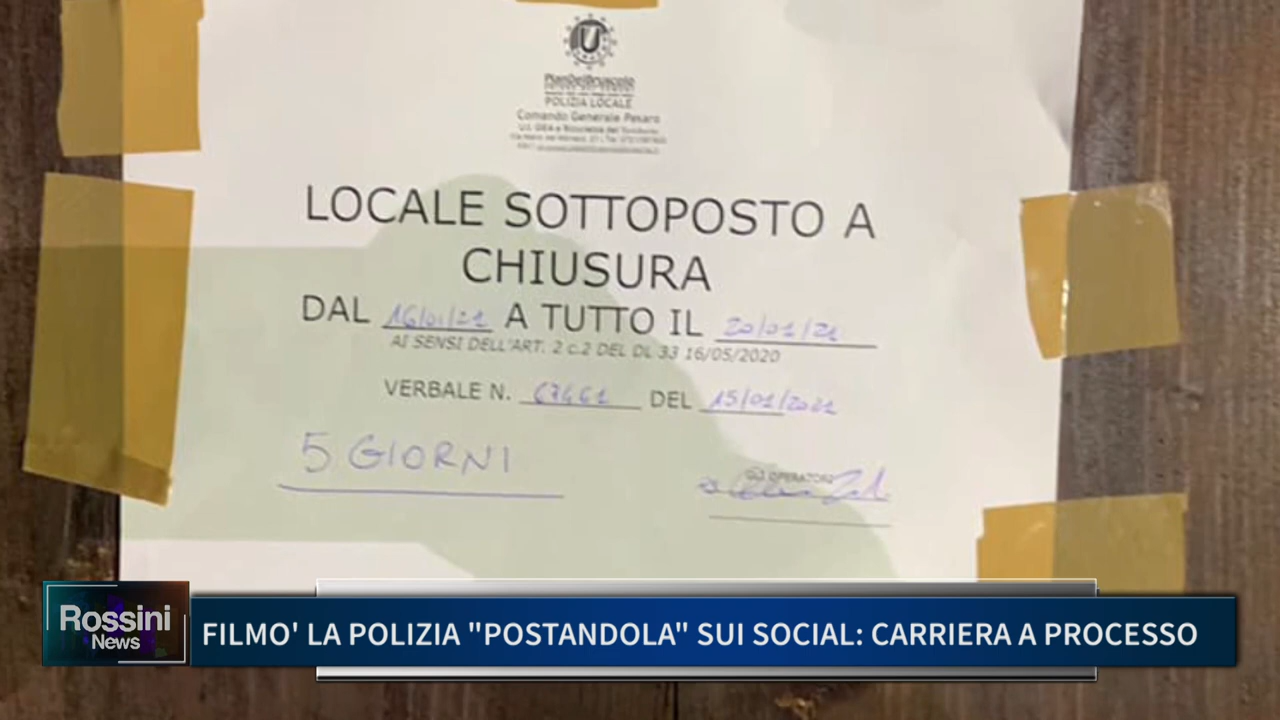 PianDelBruscolo
POLIZIA LOCALE
Comando Generale Pesaro
LOCALE SOTTOPOSTO A
CHIUSURA
DAL 16/01/21 A TUTTO IL 20/01/21
AI SENSI DELL'ART. 2 c.2 DEL DL 33 16/05/2020
VERBALE N. 67461 DEL 15/01/2021
5 GIORNI
GLI OPERATORI
Rossini
News
FILMO' LA POLIZIA "POSTANDOLA" SUI SOCIAL: CARRIERA A PROCESSO